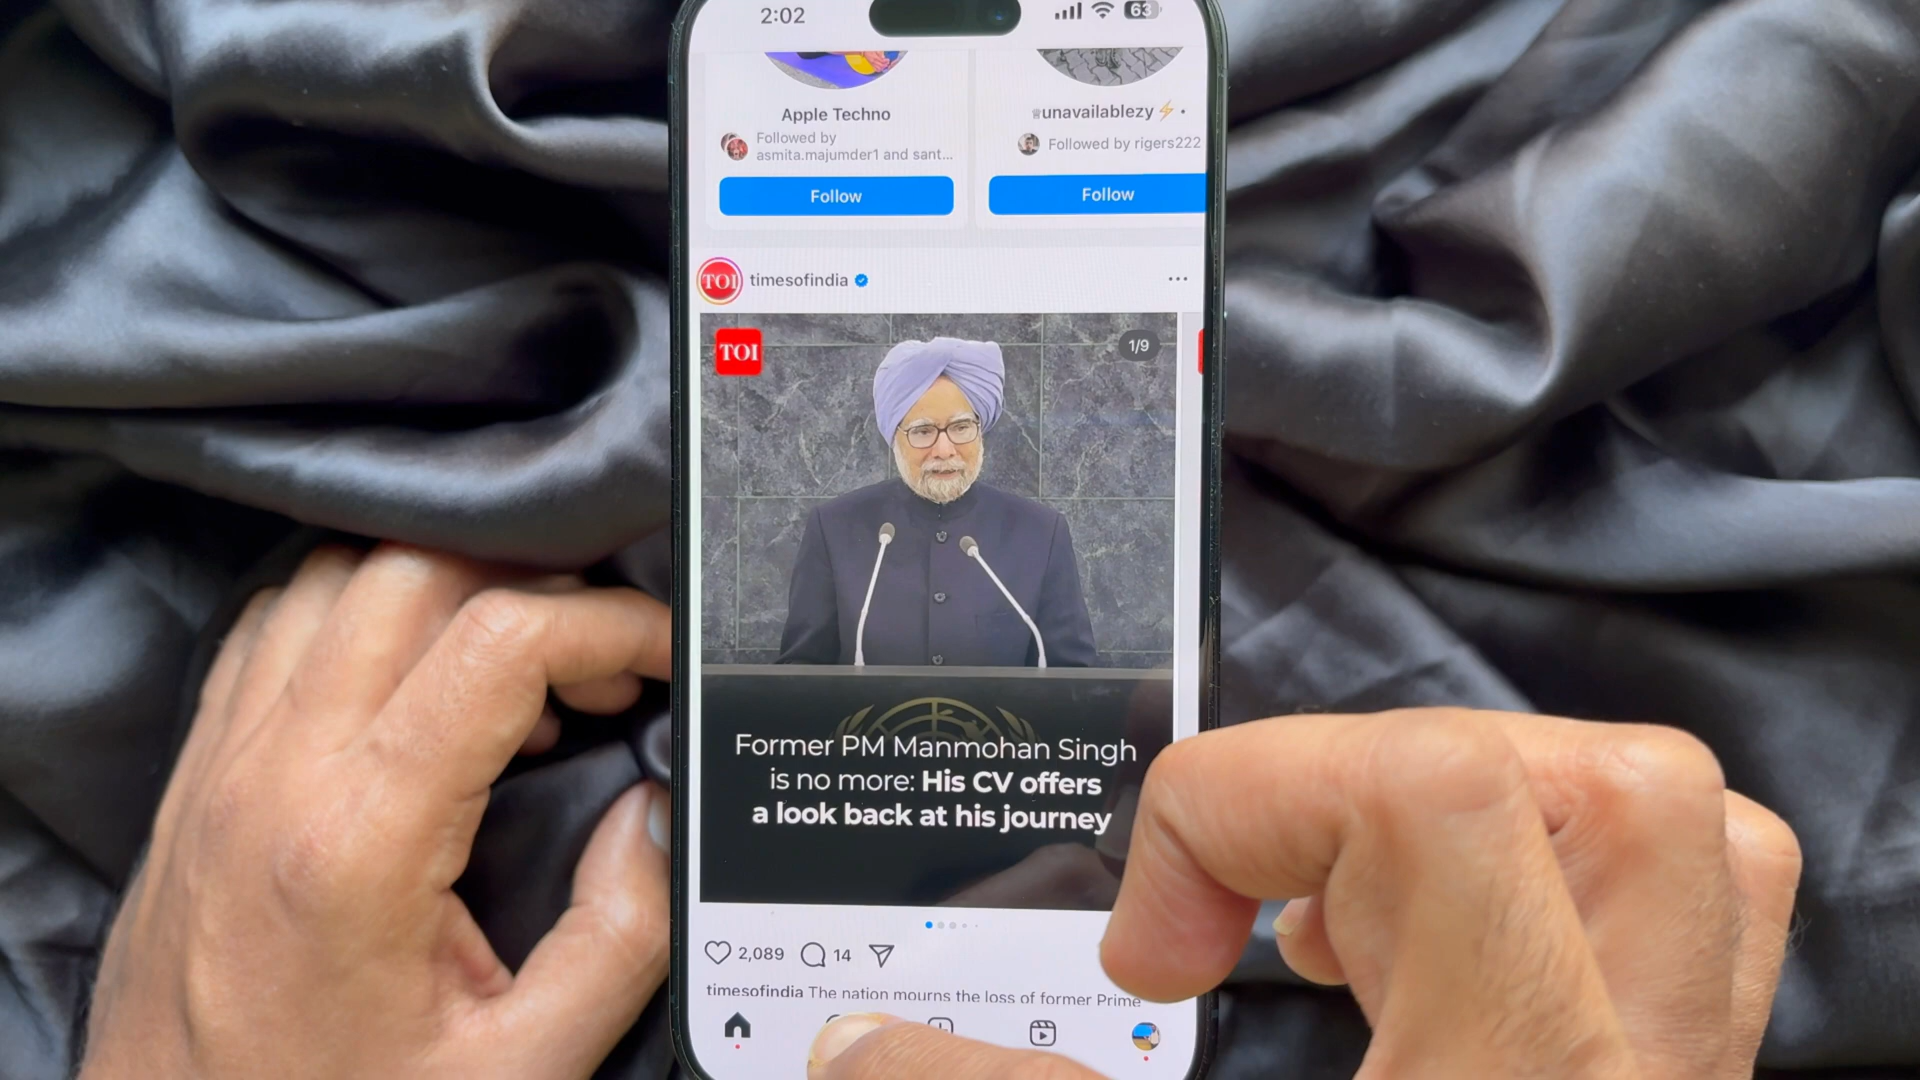 2:02
63
Apple Techno
Followed by
asmita.majumder1 and sant...
Follow
♕unavailablezy⚡ •
Followed by rigers222
Follow
TOI
timesofindia
TOI
1/9
Former PM Manmohan Singh
is no more: His CV offers
a look back at his journey
2,089
14
timesofindia The nation mourns the loss of former Prime